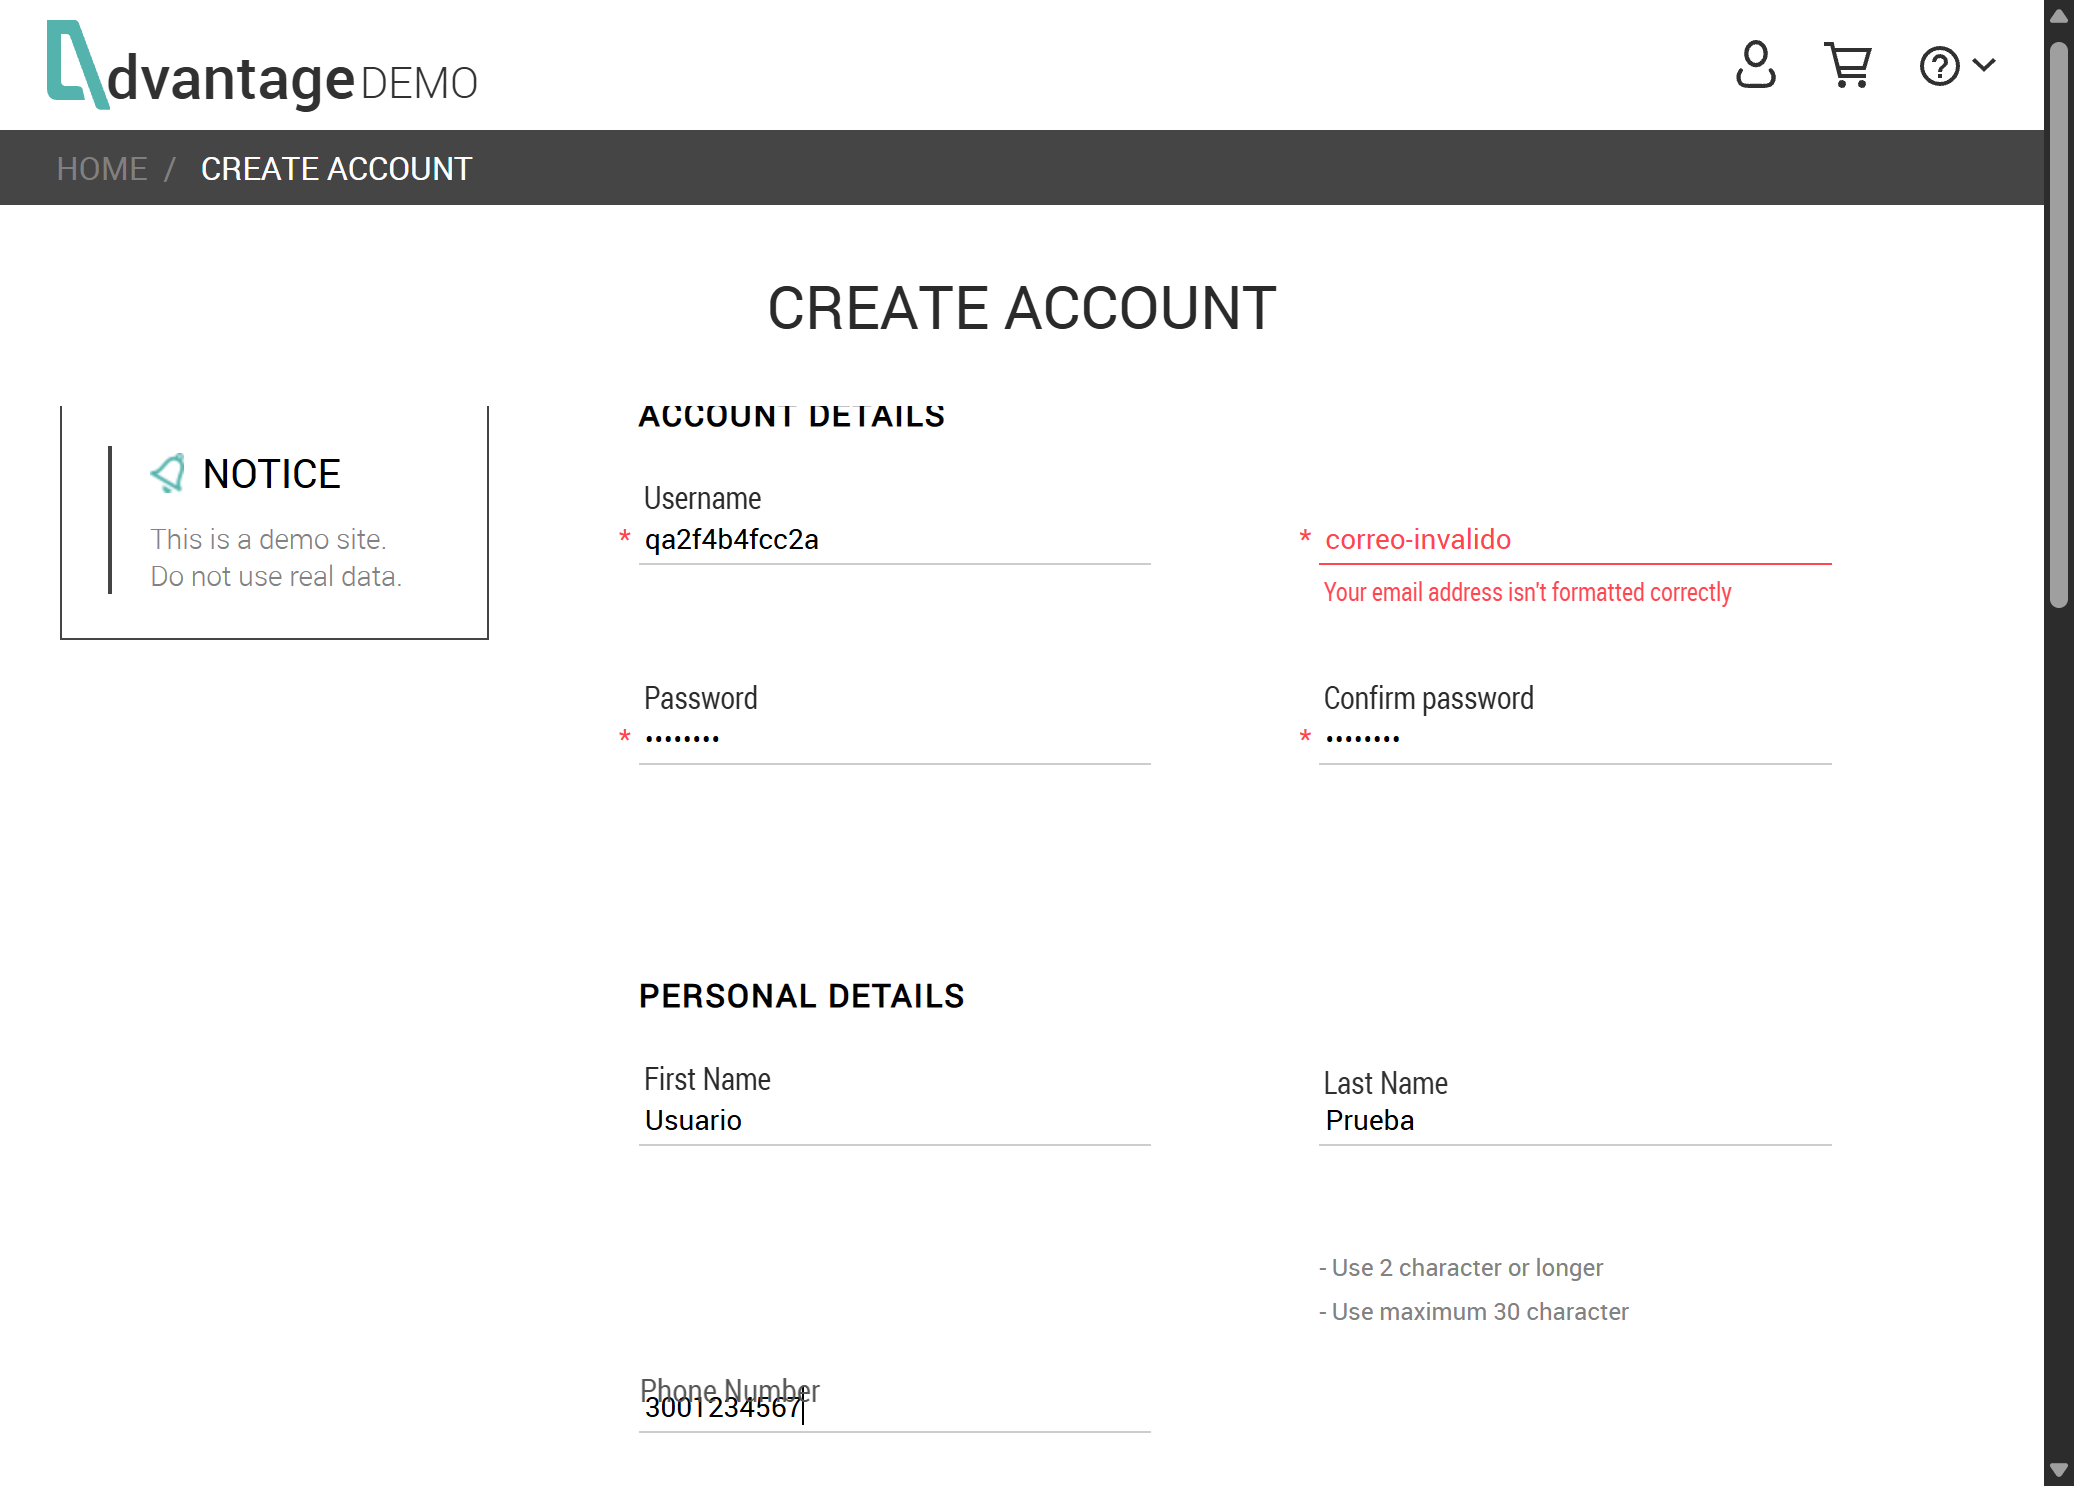 dvantage DEMO
HOME / CREATE ACCOUNT
CREATE ACCOUNT
NOTICE
This is a demo site.
Do not use real data.
ACCOUNT DETAILS
Username
* qa2f4b4fcc2a
* correo-invalido
Your email address isn't formatted correctly
Password
* ••••••••
Confirm password
* ••••••••
PERSONAL DETAILS
First Name
Usuario
Last Name
Prueba
- Use 2 character or longer
- Use maximum 30 character
Phone Number
3001234567